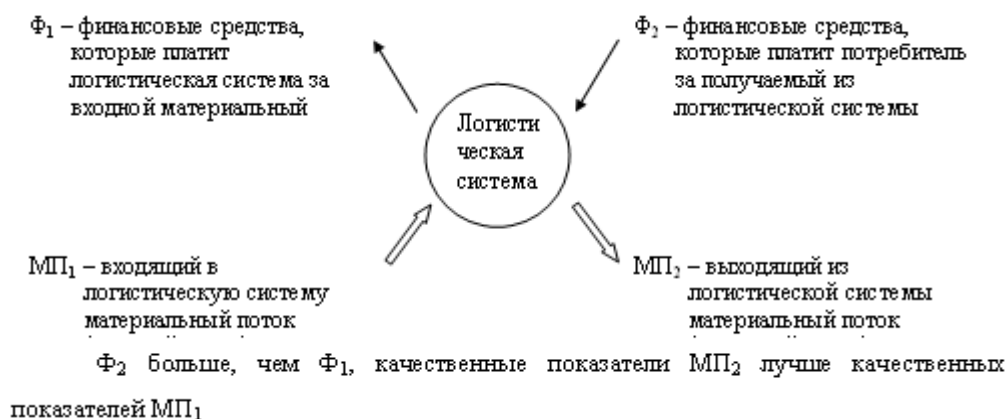 Ф₁ – финансовые средства,
которые платит
логистическая система за
входной материальный
Ф₂ – финансовые средства,
которые платит потребитель
за получаемый из
логистической системы
Логисти
ческая
система
МП₁ – входящий в
логистическую систему
материальный поток
МП₂ – выходящий из
логистической системы
материальный поток
Ф₂ больше, чем Ф₁, качественные показатели МП₂ лучше качественных
показателей МП₁